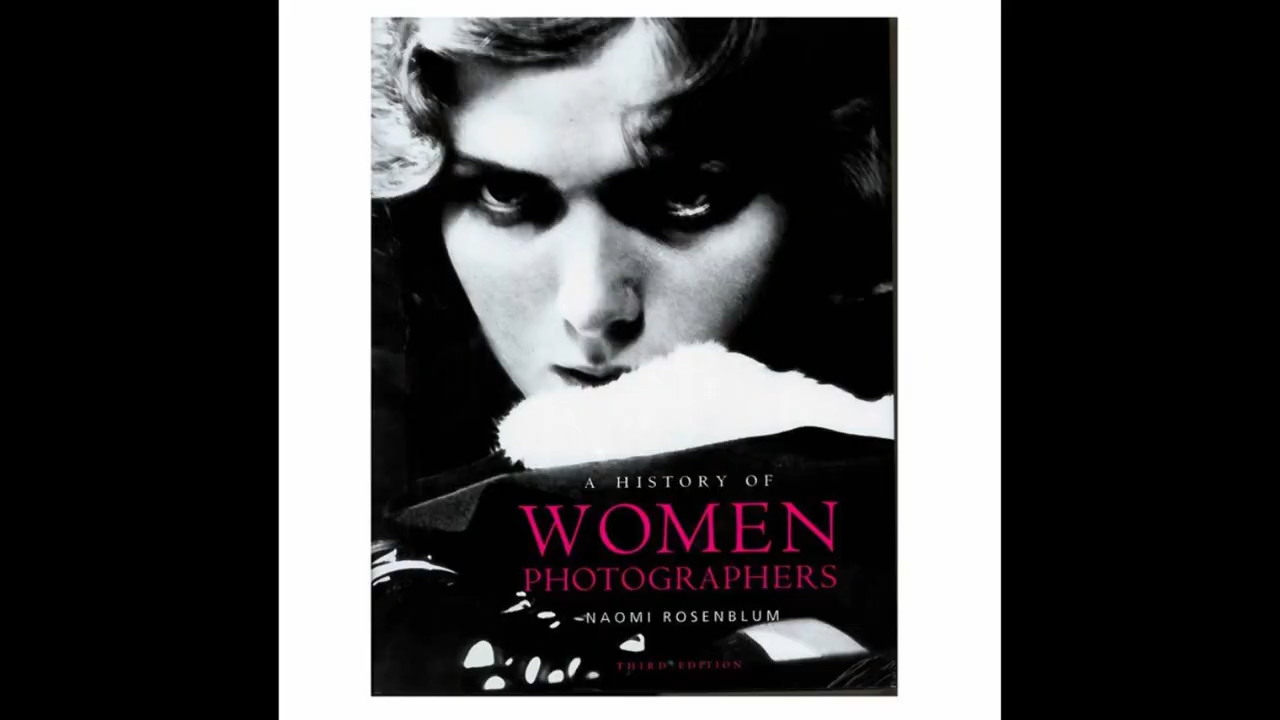 A HISTORY OF
WOMEN
PHOTOGRAPHERS
NAOMI ROSENBLUM
THIRD EDITION